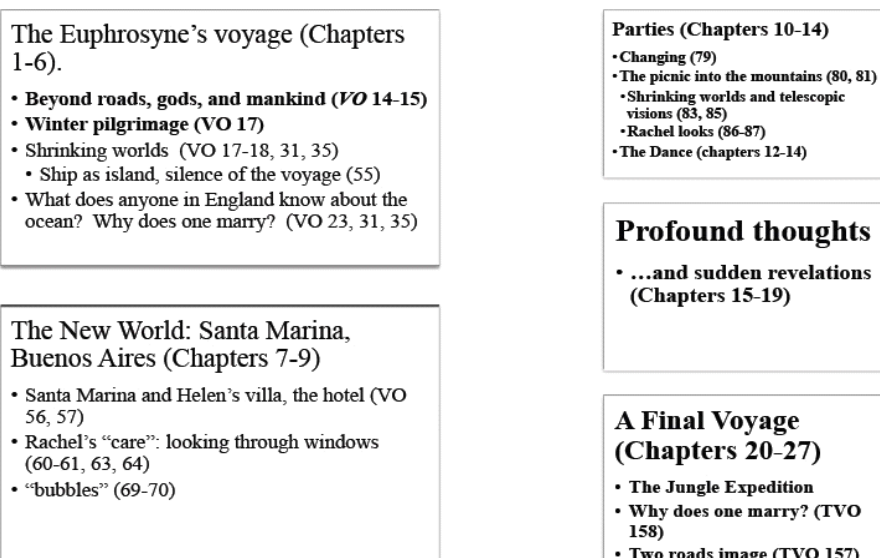 The Euphrosyne’s voyage (Chapters
1-6).
• Beyond roads, gods, and mankind (VO 14-15)
• Winter pilgrimage (VO 17)
• Shrinking worlds (VO 17-18, 31, 35)
• Ship as island, silence of the voyage (55)
• What does anyone in England know about the
ocean? Why does one marry? (VO 23, 31, 35)
The New World: Santa Marina,
Buenos Aires (Chapters 7-9)
• Santa Marina and Helen’s villa, the hotel (VO
56, 57)
• Rachel’s “care”: looking through windows
(60-61, 63, 64)
• “bubbles” (69-70)
Parties (Chapters 10-14)
• Changing (79)
• The picnic into the mountains (80, 81)
• Shrinking worlds and telescopic
visions (83, 85)
• Rachel looks (86-87)
• The Dance (chapters 12-14)
Profound thoughts
• …and sudden revelations
(Chapters 15-19)
A Final Voyage
(Chapters 20-27)
• The Jungle Expedition
• Why does one marry? (TVO
158)
• Two roads image (TVO 157)